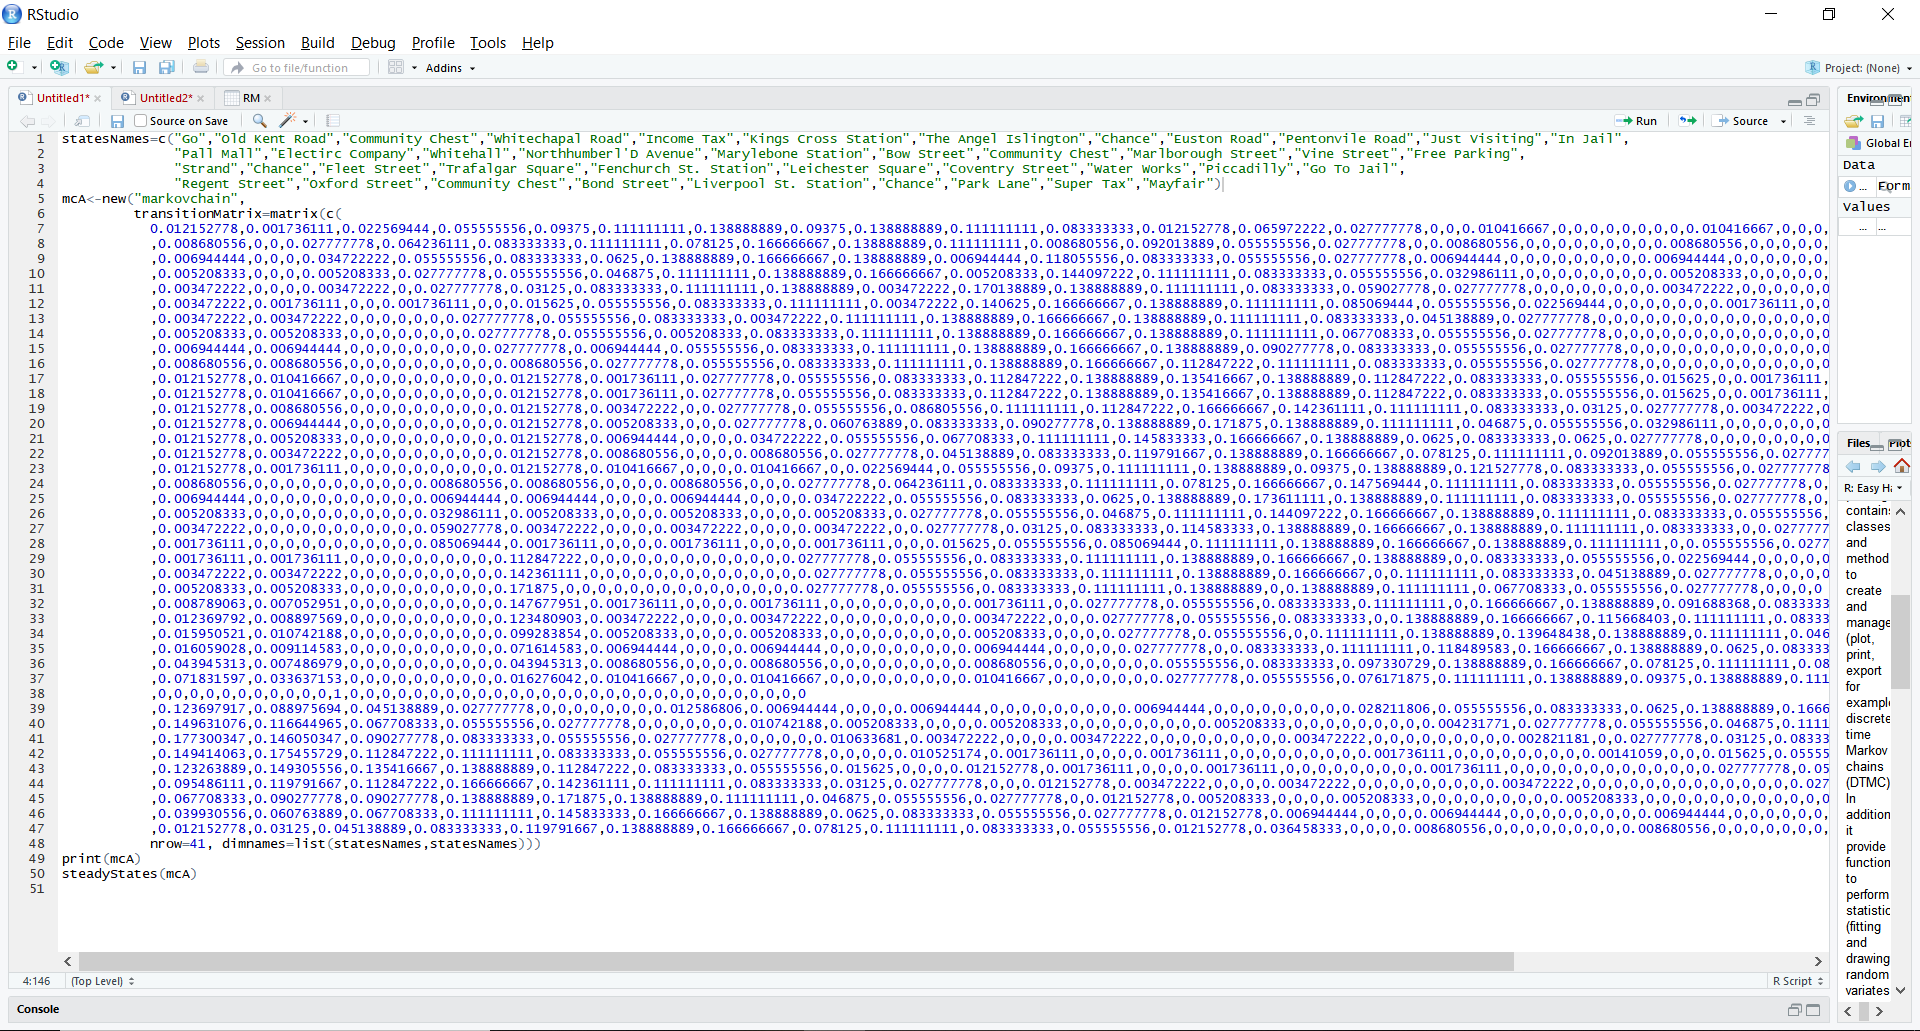 RStudio
File Edit Code View Plots Session Build Debug Profile Tools Help
Go to file/function Addins Project: (None)
Untitled1* Untitled2* RM
Source on Save Run Source
1 statesNames=c("Go","Old Kent Road","Community Chest","Whitechapal Road","Income Tax","Kings Cross Station","The Angel Islington","Chance","Euston Road","Pentonvile Road","Just Visiting","In Jail",
2 "Pall Mall","Electirc Company","Whitehall","Northhumberl'D Avenue","Marylebone Station","Bow Street","Community Chest","Marlborough Street","Vine Street","Free Parking",
3 "Strand","Chance","Fleet Street","Trafalgar Square","Fenchurch St. Station","Leichester Square","Coventry Street","Water Works","Piccadilly","Go To Jail",
4 "Regent Street","Oxford Street","Community Chest","Bond Street","Liverpool St. Station","Chance","Park Lane","Super Tax","Mayfair")
5 mcA<-new("markovchain",
6 transitionMatrix=matrix(c(
7 0.012152778,0.001736111,0.022569444,0.055555556,0.09375,0.111111111,0.138888889,0.09375,0.138888889,0.111111111,0.083333333,0.012152778,0.065972222,0.027777778,0,0,0.010416667,0,0,0,0,0,0,0,0.010416667,0,0,0,
8 ,0.008680556,0,0,0.027777778,0.064236111,0.083333333,0.111111111,0.078125,0.166666667,0.138888889,0.111111111,0.008680556,0.092013889,0.055555556,0.027777778,0,0.008680556,0,0,0,0,0,0,0,0.008680556,0,0,0,
9 ,0.006944444,0,0,0,0.034722222,0.055555556,0.083333333,0.0625,0.138888889,0.166666667,0.138888889,0.006944444,0.118055556,0.083333333,0.055555556,0.027777778,0.006944444,0,0,0,0,0,0,0,0.006944444,0,0,0,0,
10 ,0.005208333,0,0,0,0.005208333,0.027777778,0.055555556,0.046875,0.111111111,0.138888889,0.166666667,0.005208333,0.144097222,0.111111111,0.083333333,0.055555556,0.032986111,0,0,0,0,0,0,0,0.005208333,0,0,0,0,
11 ,0.003472222,0,0,0,0.003472222,0,0.027777778,0.03125,0.083333333,0.111111111,0.138888889,0.003472222,0.170138889,0.138888889,0.111111111,0.083333333,0.059027778,0.027777778,0,0,0,0,0,0,0.003472222,0,0,0,0
12 ,0.003472222,0.001736111,0,0,0.001736111,0,0,0.015625,0.055555556,0.083333333,0.111111111,0.003472222,0.140625,0.166666667,0.138888889,0.111111111,0.085069444,0.055555556,0.022569444,0,0,0,0,0,0.001736111,0,0
13 ,0.003472222,0.003472222,0,0,0,0,0,0,0.027777778,0.055555556,0.083333333,0.003472222,0.111111111,0.138888889,0.166666667,0.138888889,0.111111111,0.083333333,0.045138889,0.027777778,0,0,0,0,0,0,0,0,0,0
14 ,0.005208333,0.005208333,0,0,0,0,0,0,0.027777778,0.055555556,0.005208333,0.083333333,0.111111111,0.138888889,0.166666667,0.138888889,0.111111111,0.067708333,0.055555556,0.027777778,0,0,0,0,0,0,0,0,0
15 ,0.006944444,0.006944444,0,0,0,0,0,0,0,0.027777778,0.006944444,0.055555556,0.083333333,0.111111111,0.138888889,0.166666667,0.138888889,0.090277778,0.083333333,0.055555556,0.027777778,0,0,0,0,0,0,0,0
16 ,0.008680556,0.008680556,0,0,0,0,0,0,0,0,0.008680556,0.027777778,0.055555556,0.083333333,0.111111111,0.138888889,0.166666667,0.112847222,0.111111111,0.083333333,0.055555556,0.027777778,0,0,0,0,0,0,0
17 ,0.012152778,0.010416667,0,0,0,0,0,0,0,0,0.012152778,0.001736111,0.027777778,0.055555556,0.083333333,0.112847222,0.138888889,0.135416667,0.138888889,0.112847222,0.083333333,0.055555556,0.015625,0,0.001736111,
18 ,0.012152778,0.010416667,0,0,0,0,0,0,0,0,0.012152778,0.001736111,0.027777778,0.055555556,0.083333333,0.112847222,0.138888889,0.135416667,0.138888889,0.112847222,0.083333333,0.055555556,0.015625,0,0.001736111,
19 ,0.012152778,0.008680556,0,0,0,0,0,0,0,0,0.012152778,0.003472222,0,0.027777778,0.055555556,0.086805556,0.111111111,0.112847222,0.166666667,0.142361111,0.111111111,0.083333333,0.03125,0.027777778,0.003472222,0
20 ,0.012152778,0.006944444,0,0,0,0,0,0,0,0,0.012152778,0.005208333,0,0,0.027777778,0.060763889,0.083333333,0.090277778,0.138888889,0.171875,0.138888889,0.111111111,0.046875,0.055555556,0.032986111,0,0,0,0
21 ,0.012152778,0.005208333,0,0,0,0,0,0,0,0,0.012152778,0.006944444,0,0,0,0.034722222,0.055555556,0.067708333,0.111111111,0.145833333,0.166666667,0.138888889,0.0625,0.083333333,0.0625,0.027777778,0,0,0
22 ,0.012152778,0.003472222,0,0,0,0,0,0,0,0,0.012152778,0.008680556,0,0,0,0.008680556,0.027777778,0.045138889,0.083333333,0.119791667,0.138888889,0.166666667,0.078125,0.111111111,0.092013889,0.055555556,0.02777
23 ,0.012152778,0.001736111,0,0,0,0,0,0,0,0,0.012152778,0.010416667,0,0,0,0.010416667,0,0.022569444,0.055555556,0.09375,0.111111111,0.138888889,0.09375,0.138888889,0.121527778,0.083333333,0.055555556,0.027777778
24 ,0.008680556,0,0,0,0,0,0,0,0,0,0.008680556,0.008680556,0,0,0,0.008680556,0,0,0.027777778,0.064236111,0.083333333,0.111111111,0.078125,0.166666667,0.147569444,0.111111111,0.083333333,0.055555556,0.027777778,0,
25 ,0.006944444,0,0,0,0,0,0,0,0,0,0.006944444,0.006944444,0,0,0,0.006944444,0,0,0,0.034722222,0.055555556,0.083333333,0.0625,0.138888889,0.173611111,0.138888889,0.111111111,0.083333333,0.055555556,0.027777778,0,
26 ,0.005208333,0,0,0,0,0,0,0,0,0,0.032986111,0.005208333,0,0,0,0.005208333,0,0,0,0.005208333,0.027777778,0.055555556,0.046875,0.111111111,0.144097222,0.166666667,0.138888889,0.111111111,0.083333333,0.055555556,
27 ,0.003472222,0,0,0,0,0,0,0,0,0,0.059027778,0.003472222,0,0,0,0.003472222,0,0,0,0.003472222,0,0.027777778,0.03125,0.083333333,0.114583333,0.138888889,0.166666667,0.138888889,0.111111111,0.083333333,0,0.027777
28 ,0.001736111,0,0,0,0,0,0,0,0,0,0.085069444,0.001736111,0,0,0,0.001736111,0,0,0,0.001736111,0,0,0.015625,0.055555556,0.085069444,0.111111111,0.138888889,0.166666667,0.138888889,0.111111111,0,0.055555556,0.027
29 ,0.001736111,0.001736111,0,0,0,0,0,0,0,0,0.112847222,0,0,0,0,0,0,0,0,0,0,0.027777778,0.055555556,0.083333333,0.111111111,0.138888889,0.166666667,0.138888889,0,0.083333333,0.055555556,0.022569444,0,0,0,0
30 ,0.003472222,0.003472222,0,0,0,0,0,0,0,0,0.142361111,0,0,0,0,0,0,0,0,0,0,0,0.027777778,0.055555556,0.083333333,0.111111111,0.138888889,0.166666667,0,0.111111111,0.083333333,0.045138889,0.027777778,0,0,0
31 ,0.005208333,0.005208333,0,0,0,0,0,0,0,0,0.171875,0,0,0,0,0,0,0,0,0,0,0,0.027777778,0.055555556,0.083333333,0.111111111,0.138888889,0,0.138888889,0.111111111,0.067708333,0.055555556,0.027777778,0,0,0
32 ,0.008789063,0.007052951,0,0,0,0,0,0,0,0,0.147677951,0.001736111,0,0,0,0.001736111,0,0,0,0,0,0,0,0.001736111,0,0.027777778,0.055555556,0.083333333,0.111111111,0,0.166666667,0.138888889,0.091688368,0.0833333
33 ,0.012369792,0.008897569,0,0,0,0,0,0,0,0,0.123480903,0.003472222,0,0,0,0.003472222,0,0,0,0,0,0,0,0.003472222,0,0,0.027777778,0.055555556,0.083333333,0,0.138888889,0.166666667,0.115668403,0.111111111,0.08333
34 ,0.015950521,0.010742188,0,0,0,0,0,0,0,0,0.099283854,0.005208333,0,0,0,0.005208333,0,0,0,0,0,0,0,0.005208333,0,0,0,0.027777778,0.055555556,0,0.111111111,0.138888889,0.139648438,0.138888889,0.111111111,0.046
35 ,0.016059028,0.009114583,0,0,0,0,0,0,0,0,0.071614583,0.006944444,0,0,0,0.006944444,0,0,0,0,0,0,0,0.006944444,0,0,0,0,0.027777778,0,0.083333333,0.111111111,0.118489583,0.166666667,0.138888889,0.0625,0.083333
36 ,0.043945313,0.007486979,0,0,0,0,0,0,0,0,0.043945313,0.008680556,0,0,0,0.008680556,0,0,0,0,0,0,0,0.008680556,0,0,0,0,0,0,0.055555556,0.083333333,0.097330729,0.138888889,0.166666667,0.078125,0.111111111,0.08
37 ,0.071831597,0.033637153,0,0,0,0,0,0,0,0,0.016276042,0.010416667,0,0,0,0.010416667,0,0,0,0,0,0,0,0.010416667,0,0,0,0,0,0,0.027777778,0.055555556,0.076171875,0.111111111,0.138888889,0.09375,0.138888889,0.111
38 ,0,0,0,0,0,0,0,0,0,0,0,1,0,0,0,0,0,0,0,0,0,0,0,0,0,0,0,0,0,0,0,0,0,0,0,0,0,0,0,0,0
39 ,0.123697917,0.088975694,0.045138889,0.027777778,0,0,0,0,0,0,0,0.012586806,0.006944444,0,0,0,0.006944444,0,0,0,0,0,0,0,0.006944444,0,0,0,0,0,0,0,0.028211806,0.055555556,0.083333333,0.0625,0.138888889,0.1666
40 ,0.149631076,0.116644965,0.067708333,0.055555556,0.027777778,0,0,0,0,0,0,0.010742188,0.005208333,0,0,0,0.005208333,0,0,0,0,0,0,0,0.005208333,0,0,0,0,0,0,0,0.004231771,0.027777778,0.055555556,0.046875,0.1111
41 ,0.177300347,0.146050347,0.090277778,0.083333333,0.055555556,0.027777778,0,0,0,0,0,0.010633681,0.003472222,0,0,0,0.003472222,0,0,0,0,0,0,0,0.003472222,0,0,0,0,0,0,0,0.002821181,0,0.027777778,0.03125,0.08333
42 ,0.149414063,0.175455729,0.112847222,0.111111111,0.083333333,0.055555556,0.027777778,0,0,0,0,0.010525174,0.001736111,0,0,0,0.001736111,0,0,0,0,0,0,0,0.001736111,0,0,0,0,0,0,0,0.00141059,0,0,0.015625,0.05555
43 ,0.123263889,0.149305556,0.135416667,0.138888889,0.112847222,0.083333333,0.055555556,0.015625,0,0,0,0.012152778,0.001736111,0,0,0,0.001736111,0,0,0,0,0,0,0,0,0,0,0,0,0,0,0,0,0,0.027777778,0.05
44 ,0.095486111,0.119791667,0.112847222,0.166666667,0.142361111,0.111111111,0.083333333,0.03125,0.027777778,0,0,0.012152778,0.003472222,0,0,0,0.003472222,0,0,0,0,0,0,0,0.003472222,0,0,0,0,0,0,0,0,0,0,0.027
45 ,0.067708333,0.090277778,0.090277778,0.138888889,0.171875,0.138888889,0.111111111,0.046875,0.055555556,0.027777778,0,0.012152778,0.005208333,0,0,0,0.005208333,0,0,0,0,0,0,0,0.005208333,0,0,0,0,0,0,0,0,0
46 ,0.039930556,0.060763889,0.067708333,0.111111111,0.145833333,0.166666667,0.138888889,0.0625,0.083333333,0.055555556,0.027777778,0.012152778,0.006944444,0,0,0,0.006944444,0,0,0,0,0,0,0,0.006944444,0,0,0,0,0
47 ,0.012152778,0.03125,0.045138889,0.083333333,0.119791667,0.138888889,0.166666667,0.078125,0.111111111,0.083333333,0.055555556,0.012152778,0.036458333,0,0,0,0.008680556,0,0,0,0,0,0,0,0.008680556,0,0,0,0,0,
48 nrow=41, dimnames=list(statesNames,statesNames)))
49 print(mcA)
50 steadyStates(mcA)
51
4:146 (Top Level) R Script
Console
Environmen
Global E
Data
... Form
Values
... ...
Files Plot
R: Easy H
contain:
classes
and
method
to
create
and
manage
(plot,
print,
export
for
exampl
discrete
time
Markov
chains
(DTMC)
In
addition
it
provide
function
to
perform
statistic
(fitting
and
drawing
random
variates